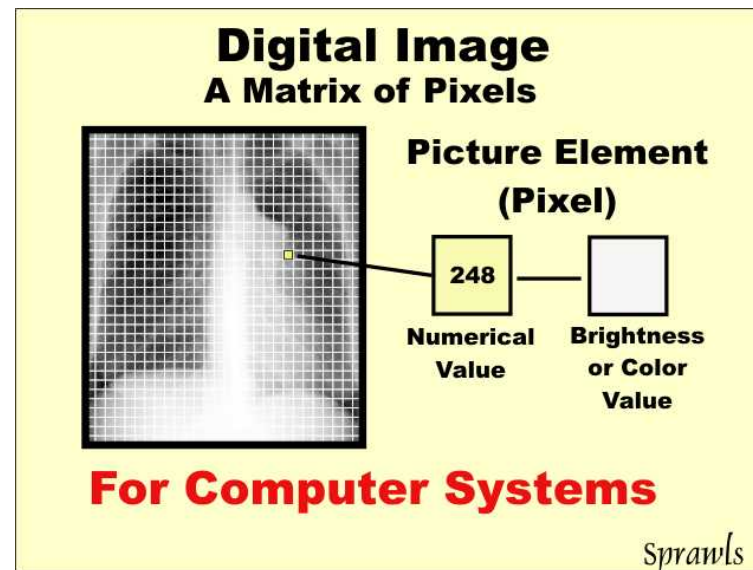 Digital Image
A Matrix of Pixels
Picture Element
(Pixel)
248
Numerical
Value
Brightness
or Color
Value
For Computer Systems
Sprawls